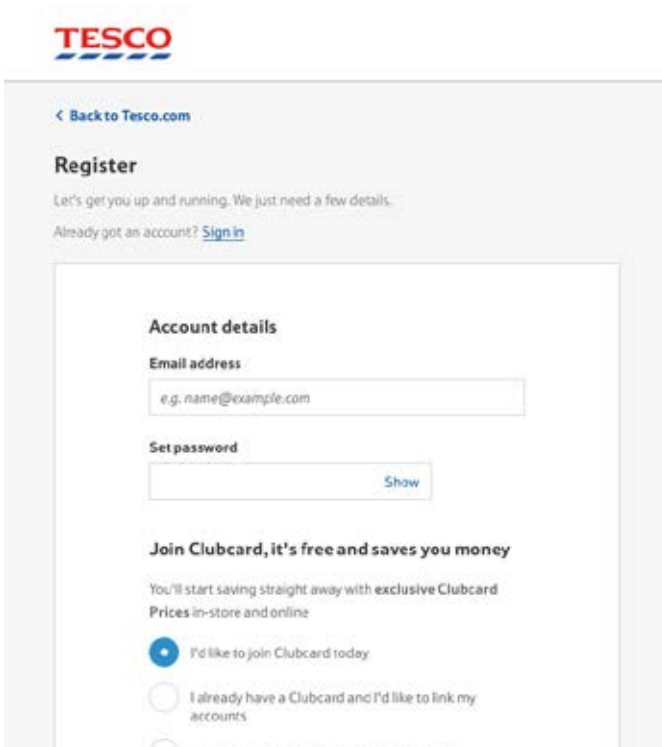 TESCO
< Back to Tesco.com
Register
Let's get you up and running. We just need a few details.
Already got an account? Sign in
Account details
Email address
e.g. name@example.com
Set password
Show
Join Clubcard, it's free and saves you money
You'll start saving straight away with exclusive Clubcard
Prices in-store and online
I'd like to join Clubcard today
I already have a Clubcard and I'd like to link my
accounts